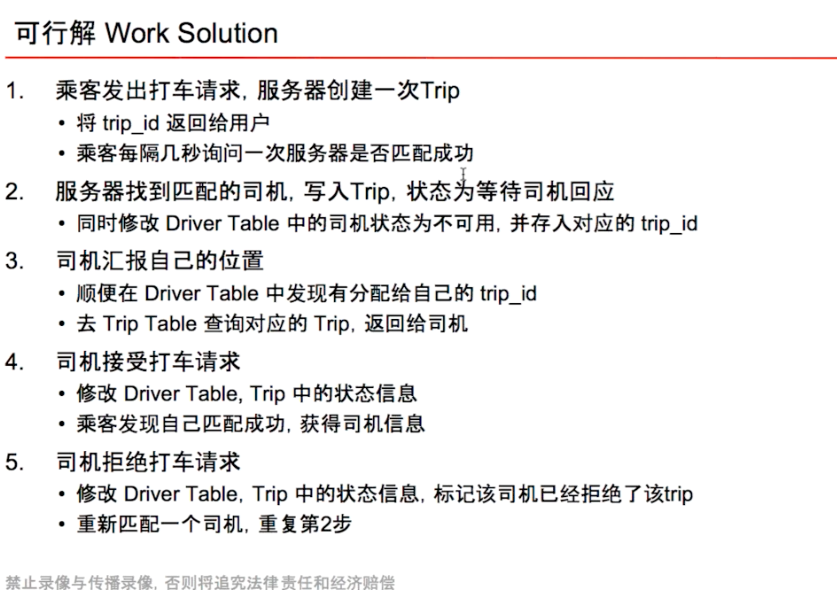 可行解 Work Solution
1. 乘客发出打车请求, 服务器创建一次Trip
• 将 trip_id 返回给用户
• 乘客每隔几秒询问一次服务器是否匹配成功
2. 服务器找到匹配的司机, 写入Trip, 状态为等待司机回应
• 同时修改 Driver Table 中的司机状态为不可用, 并存入对应的 trip_id
3. 司机汇报自己的位置
• 顺便在 Driver Table 中发现有分配给自己的 trip_id
• 去 Trip Table 查询对应的 Trip, 返回给司机
4. 司机接受打车请求
• 修改 Driver Table, Trip 中的状态信息
• 乘客发现自己匹配成功, 获得司机信息
5. 司机拒绝打车请求
• 修改 Driver Table, Trip 中的状态信息, 标记该司机已经拒绝了该trip
• 重新匹配一个司机, 重复第2步
禁止录像与传播录像, 否则将追究法律责任和经济赔偿